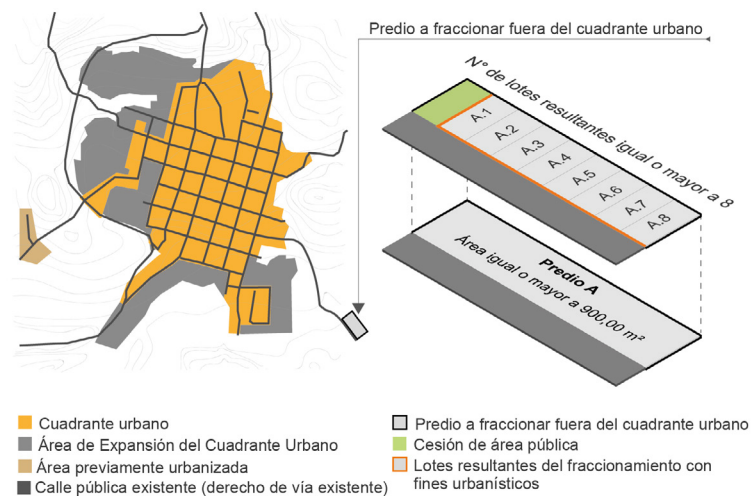 Predio a fraccionar fuera del cuadrante urbano
N° de lotes resultantes igual o mayor a 8
A.1
A.2
A.3
A.4
A.5
A.6
A.7
A.8
Predio A
Área igual o mayor a 900,00 m²
Cuadrante urbano
Área de Expansión del Cuadrante Urbano
Área previamente urbanizada
Calle pública existente (derecho de vía existente)
Predio a fraccionar fuera del cuadrante urbano
Cesión de área pública
Lotes resultantes del fraccionamiento con
fines urbanísticos